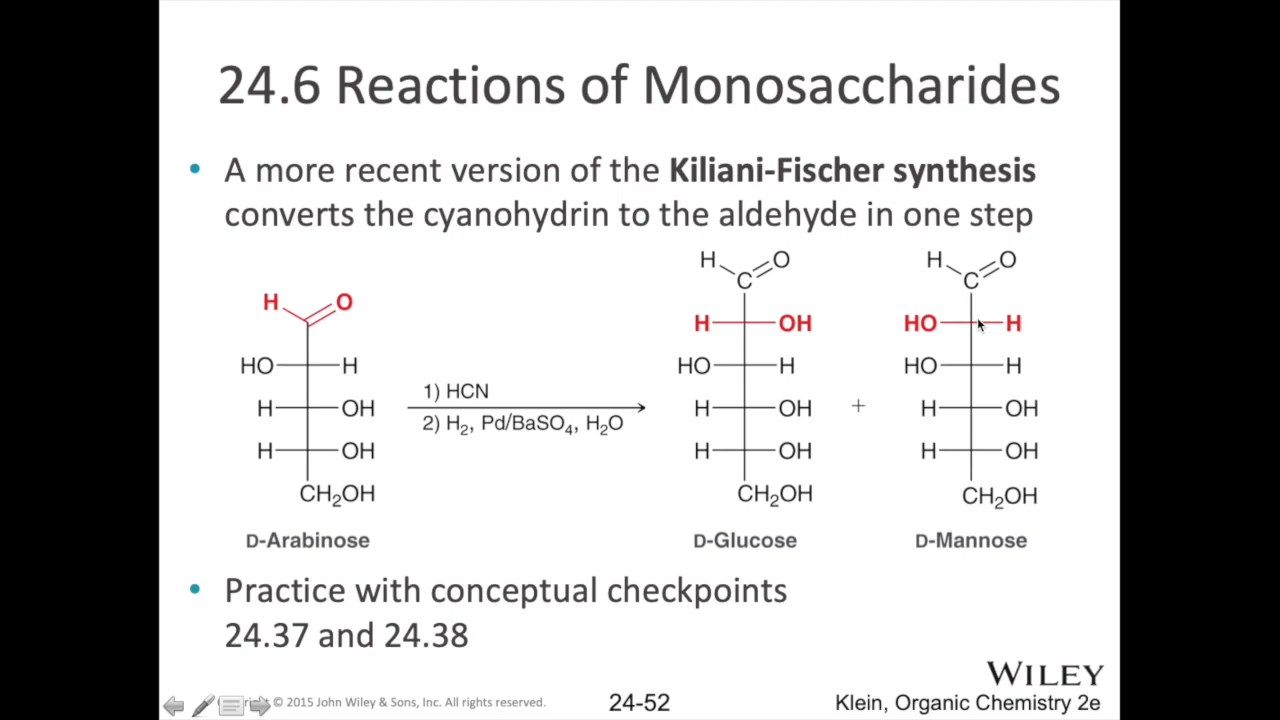 24.6 Reactions of Monosaccharides
• A more recent version of the Kiliani-Fischer synthesis
converts the cyanohydrin to the aldehyde in one step
H O
HO H
H OH
H OH
CH₂OH
D-Arabinose
1) HCN
2) H₂, Pd/BaSO₄, H₂O
H O
C
H OH
HO H
H OH
H OH
CH₂OH
D-Glucose
+
H O
C
HO H
HO H
H OH
H OH
CH₂OH
D-Mannose
• Practice with conceptual checkpoints
24.37 and 24.38
WILEY
© 2015 John Wiley & Sons, Inc. All rights reserved.
24-52
Klein, Organic Chemistry 2e